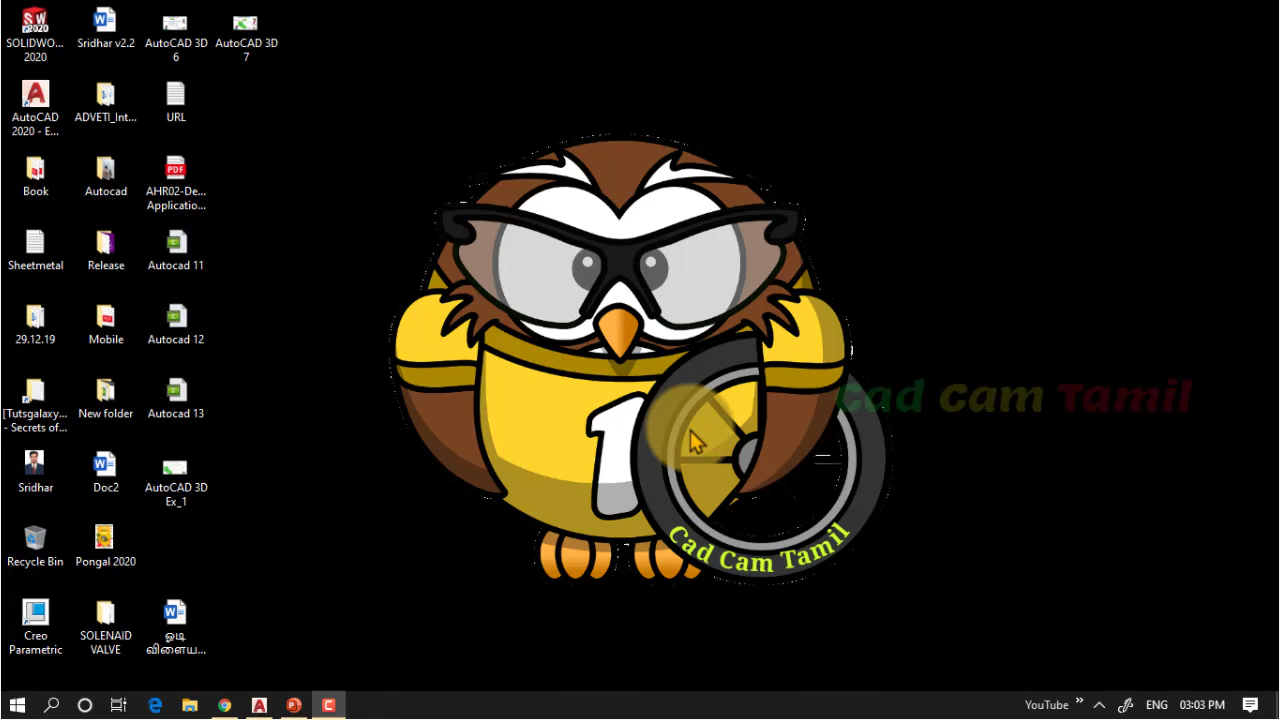 SOLIDWO...
2020
Sridhar v2.2
AutoCAD 3D
6
AutoCAD 3D
7
AutoCAD
2020 - E...
ADVETI_Int...
URL
Book
Autocad
PDF
AHR02-De...
Application...
Sheetmetal
Release
Autocad 11
29.12.19
Mobile
Autocad 12
[Tutsgalaxy...
- Secrets of...
New folder
Autocad 13
Sridhar
Doc2
AutoCAD 3D
Ex_1
Recycle Bin
Pongal 2020
Creo
Parametric
SOLENAID
VALVE
ஓடி
விளைய...
1
Cad Cam Tamil
Cad Cam Tamil
YouTube
ENG
03:03 PM